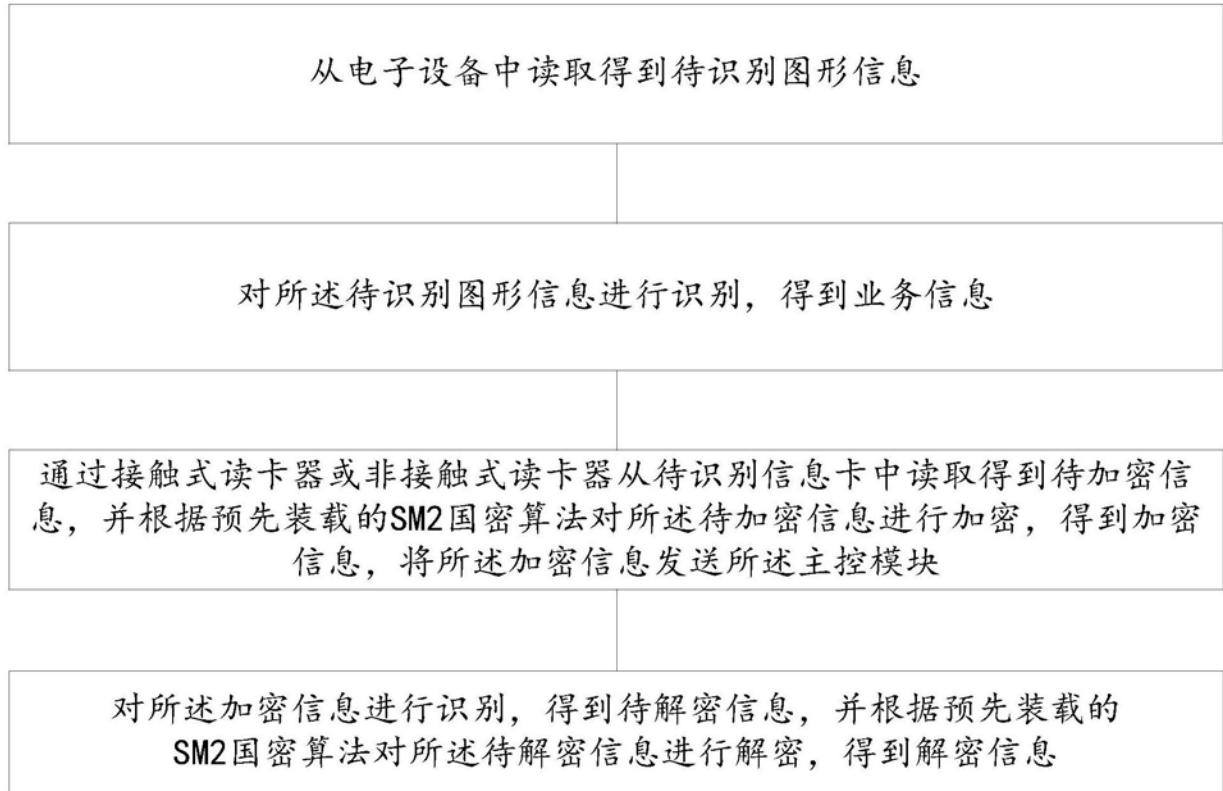 从电子设备中读取得到待识别图形信息
对所述待识别图形信息进行识别，得到业务信息
通过接触式读卡器或非接触式读卡器从待识别信息卡中读取得到待加密信
息，并根据预先装载的SM2国密算法对所述待加密信息进行加密，得到加密
信息，将所述加密信息发送所述主控模块
对所述加密信息进行识别，得到待解密信息，并根据预先装载的
SM2国密算法对所述待解密信息进行解密，得到解密信息